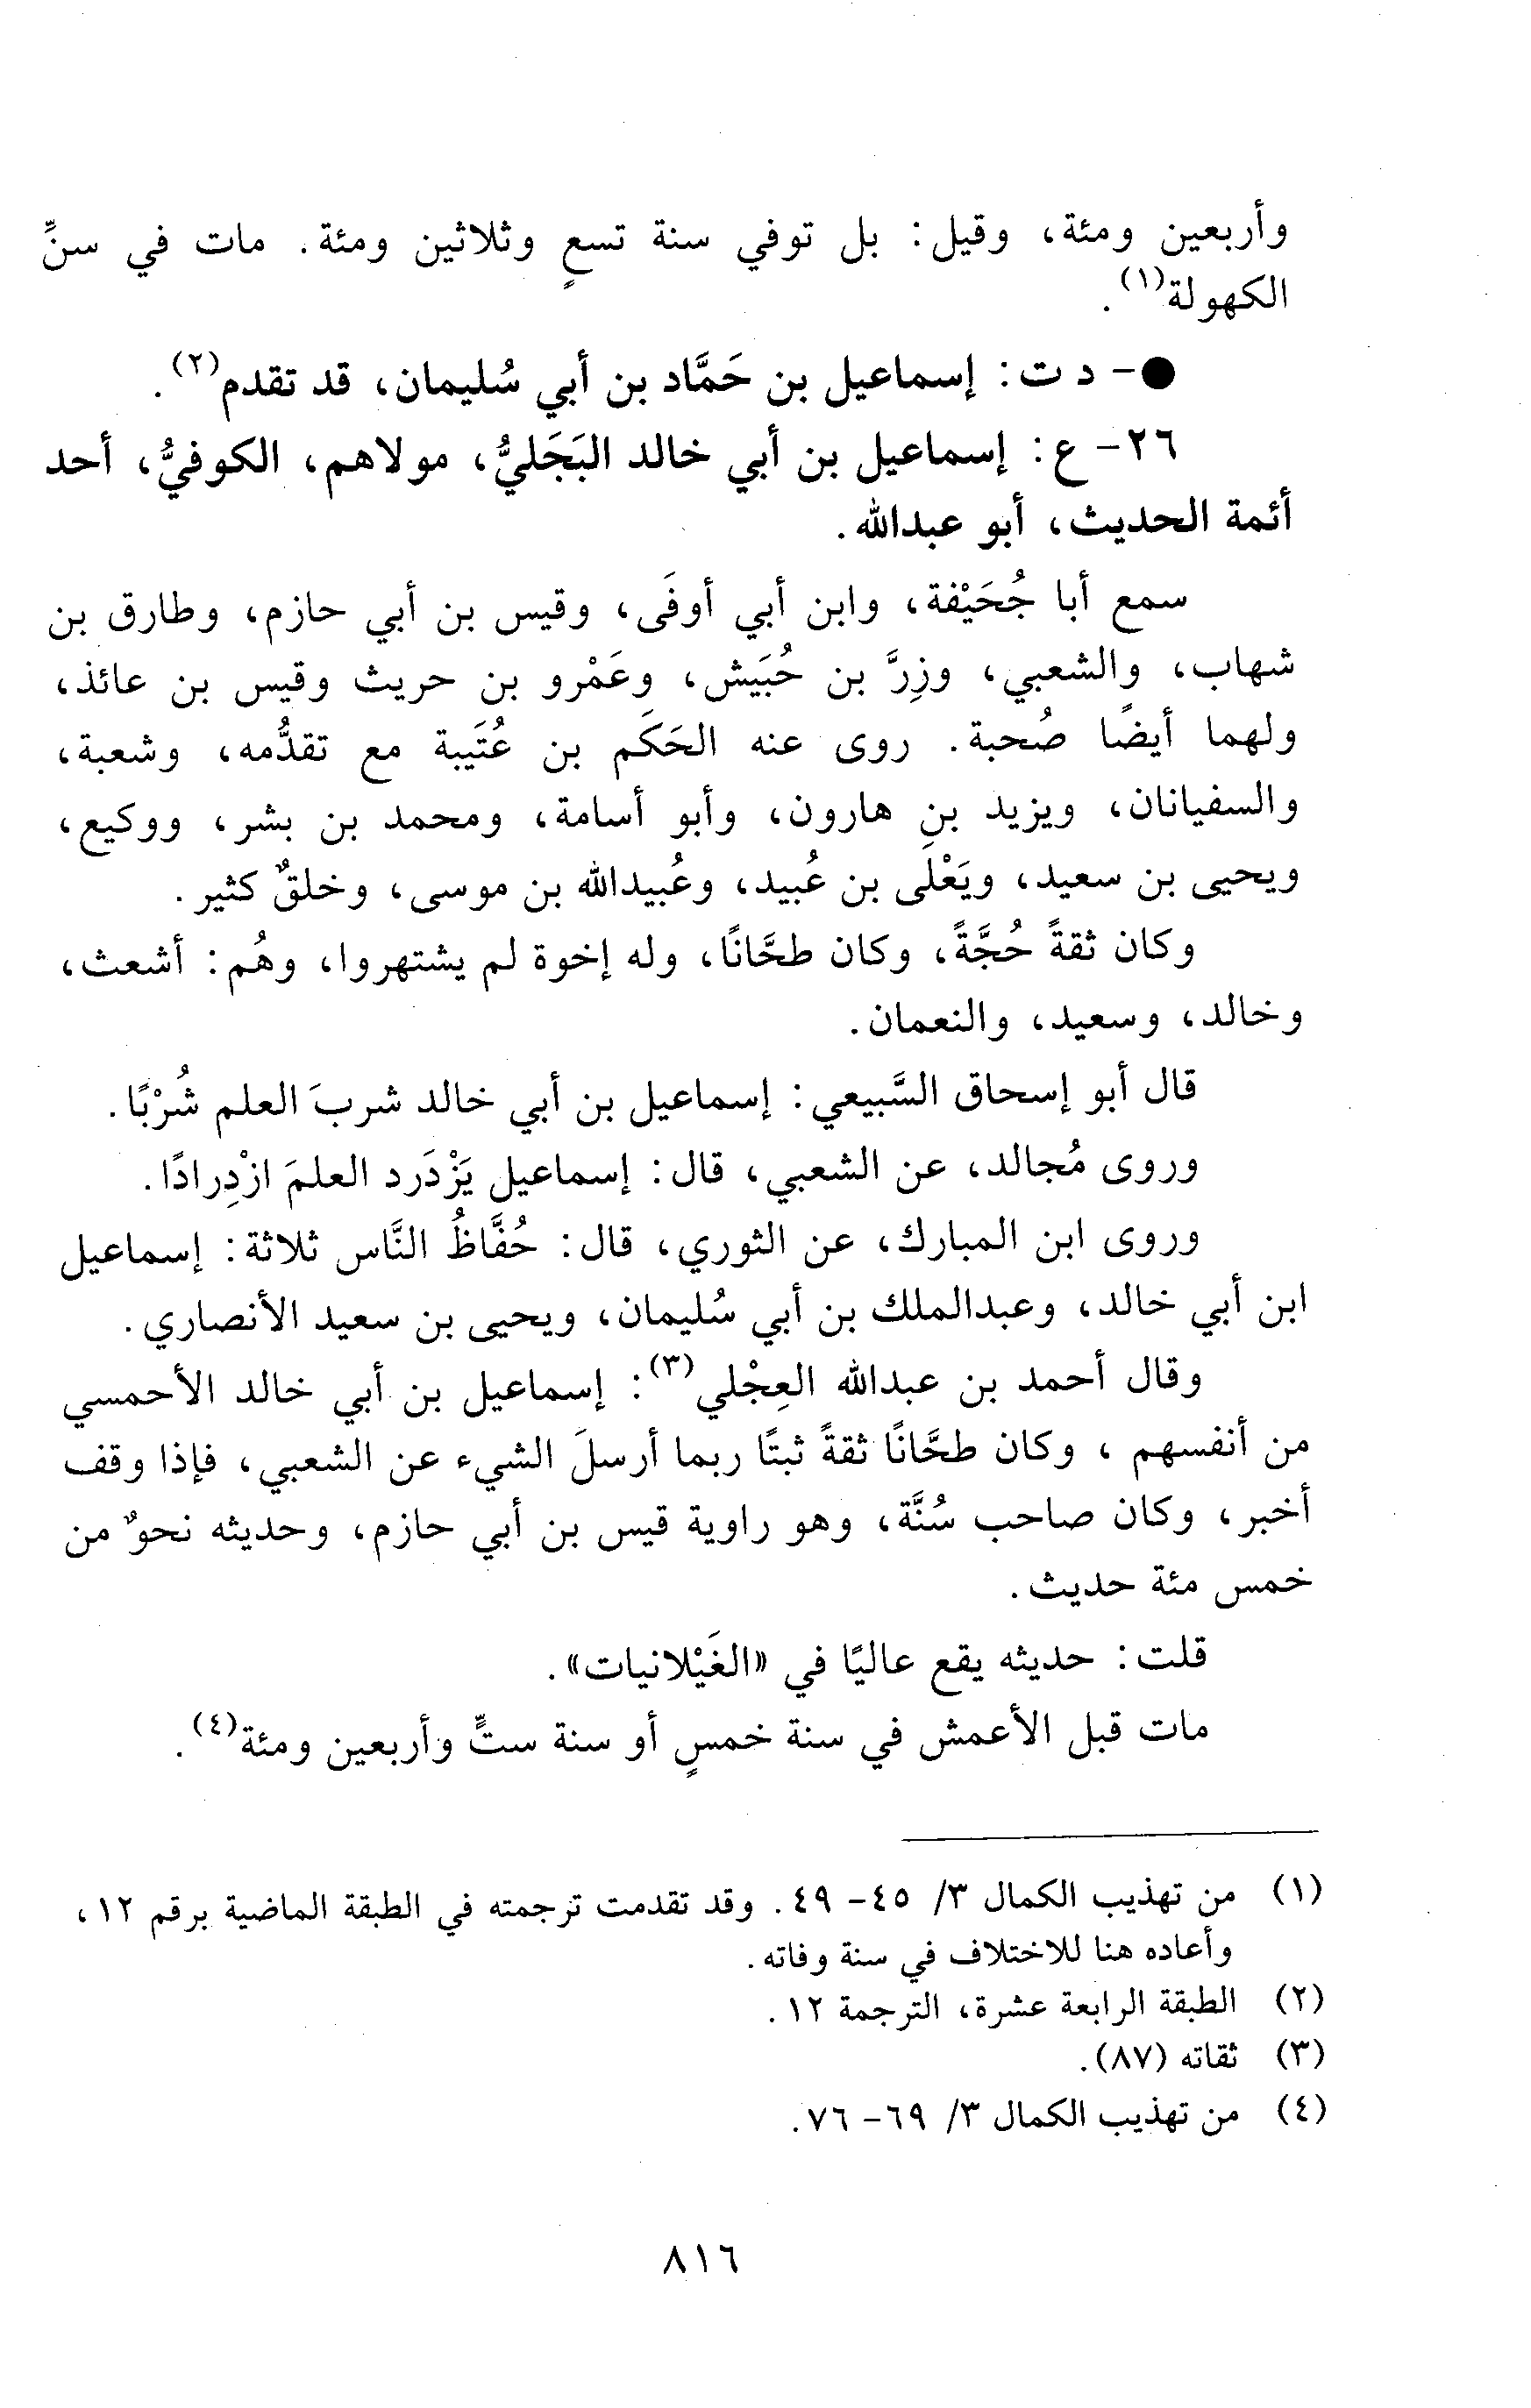 وأربعين ومئة، وقيل: بل توفي سنة تسعٍ وثلاثين ومئة. مات في سنِّ
الكهولة(١).
●- د ت: إسماعيل بن حَمَّاد بن أبي سُليمان، قد تقدم(٢).
٢٦- ع: إسماعيل بن أبي خالد البَجَليُّ، مولاهم، الكوفيُّ، أحد
أئمة الحديث، أبو عبدالله.
سمع أبا جُحَيْفة، وابن أبي أوفَى، وقيس بن أبي حازم، وطارق بن
شهاب، والشعبي، وزِرَّ بن حُبَيش، وعَمْرو بن حريث وقيس بن عائذ،
ولهما أيضًا صُحبة. روى عنه الحَكَم بن عُتَيبة مع تقدُّمه، وشعبة،
والسفيانان، ويزيد بن هارون، وأبو أسامة، ومحمد بن بشر، ووكيع،
ويحيى بن سعيد، ويَعْلَى بن عُبيد، وعُبيدالله بن موسى، وخلقٌ كثير.
وكان ثقةً حُجَّةً، وكان طحَّانًا، وله إخوة لم يشتهروا، وهُم: أشعث،
وخالد، وسعيد، والنعمان.
قال أبو إسحاق السَّبيعي: إسماعيل بن أبي خالد شربَ العلم شُرْبًا.
وروى مُجالد، عن الشعبي، قال: إسماعيل يَزْدَرد العلمَ ازْدِرادًا.
وروى ابن المبارك، عن الثوري، قال: حُفَّاظُ النَّاس ثلاثة: إسماعيل
ابن أبي خالد، وعبدالملك بن أبي سُليمان، ويحيى بن سعيد الأنصاري.
وقال أحمد بن عبدالله العِجْلي(٣): إسماعيل بن أبي خالد الأحمسي
من أنفسهم ، وكان طحَّانًا ثقةً ثبتًا ربما أرسلَ الشيء عن الشعبي، فإذا وقف
أخبر، وكان صاحب سُنَّة، وهو راوية قيس بن أبي حازم، وحديثه نحوٌ من
خمس مئة حديث.
قلت: حديثه يقع عاليًا في «الغَيْلانيات».
مات قبل الأعمش في سنة خمسٍ أو سنة ستٍّ وأربعين ومئة(٤).
(١) من تهذيب الكمال ٣/ ٤٥- ٤٩. وقد تقدمت ترجمته في الطبقة الماضية برقم ١٢،
وأعاده هنا للاختلاف في سنة وفاته.
(٢) الطبقة الرابعة عشرة، الترجمة ١٢.
(٣) ثقاته (٨٧).
(٤) من تهذيب الكمال ٣/ ٦٩- ٧٦.
٨١٦